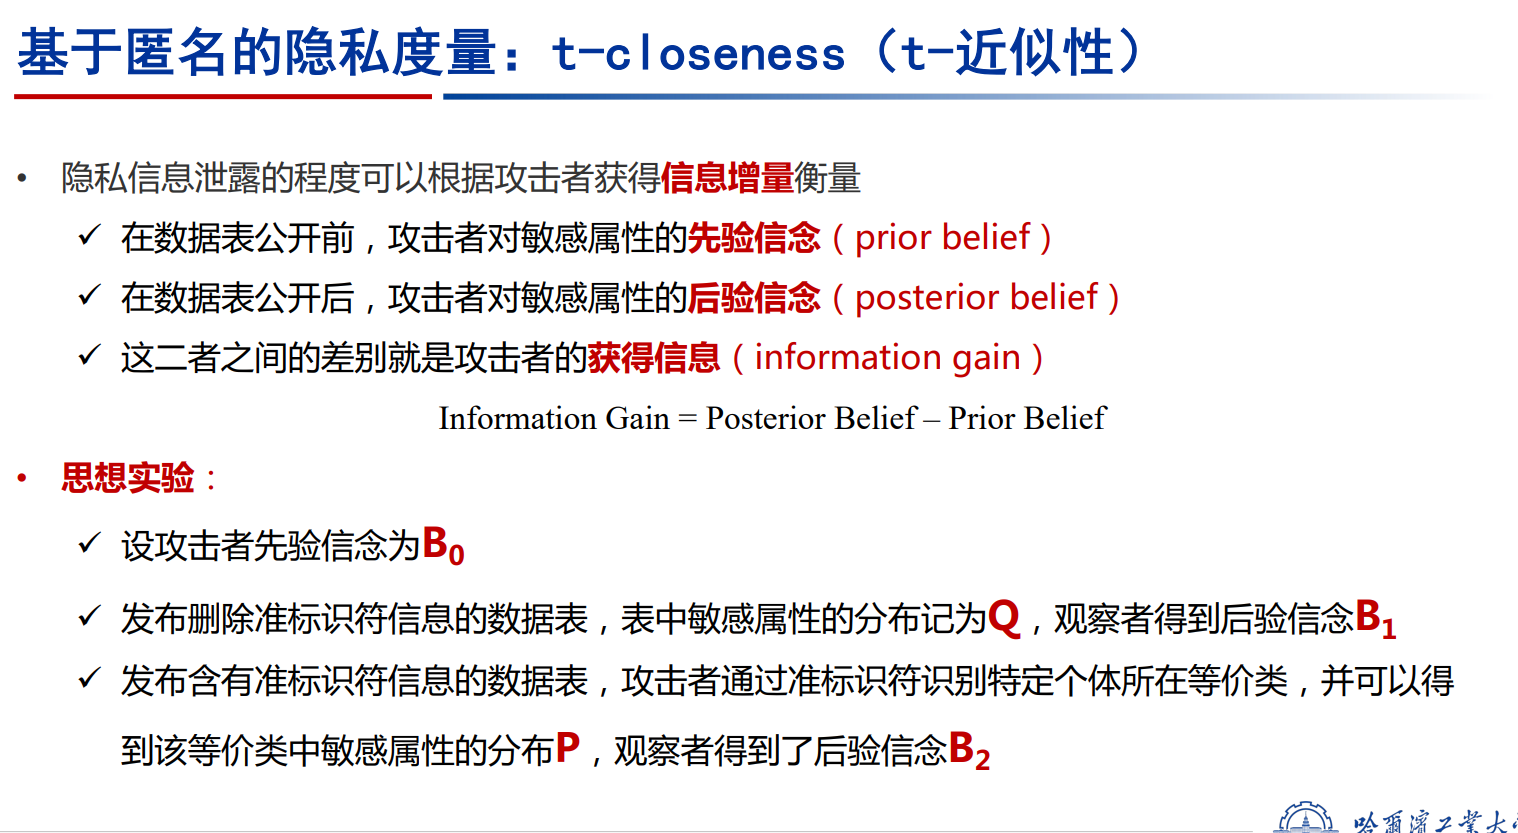 基于匿名的隐私度量：t-closeness（t-近似性）
• 隐私信息泄露的程度可以根据攻击者获得信息增量衡量
✓ 在数据表公开前，攻击者对敏感属性的先验信念（prior belief）
✓ 在数据表公开后，攻击者对敏感属性的后验信念（posterior belief）
✓ 这二者之间的差别就是攻击者的获得信息（information gain）
Information Gain = Posterior Belief – Prior Belief
• 思想实验：
✓ 设攻击者先验信念为B₀
✓ 发布删除准标识符信息的数据表，表中敏感属性的分布记为Q，观察者得到后验信念B₁
✓ 发布含有准标识符信息的数据表，攻击者通过准标识符识别特定个体所在等价类，并可以得
到该等价类中敏感属性的分布P，观察者得到了后验信念B₂
哈爾濱工業大